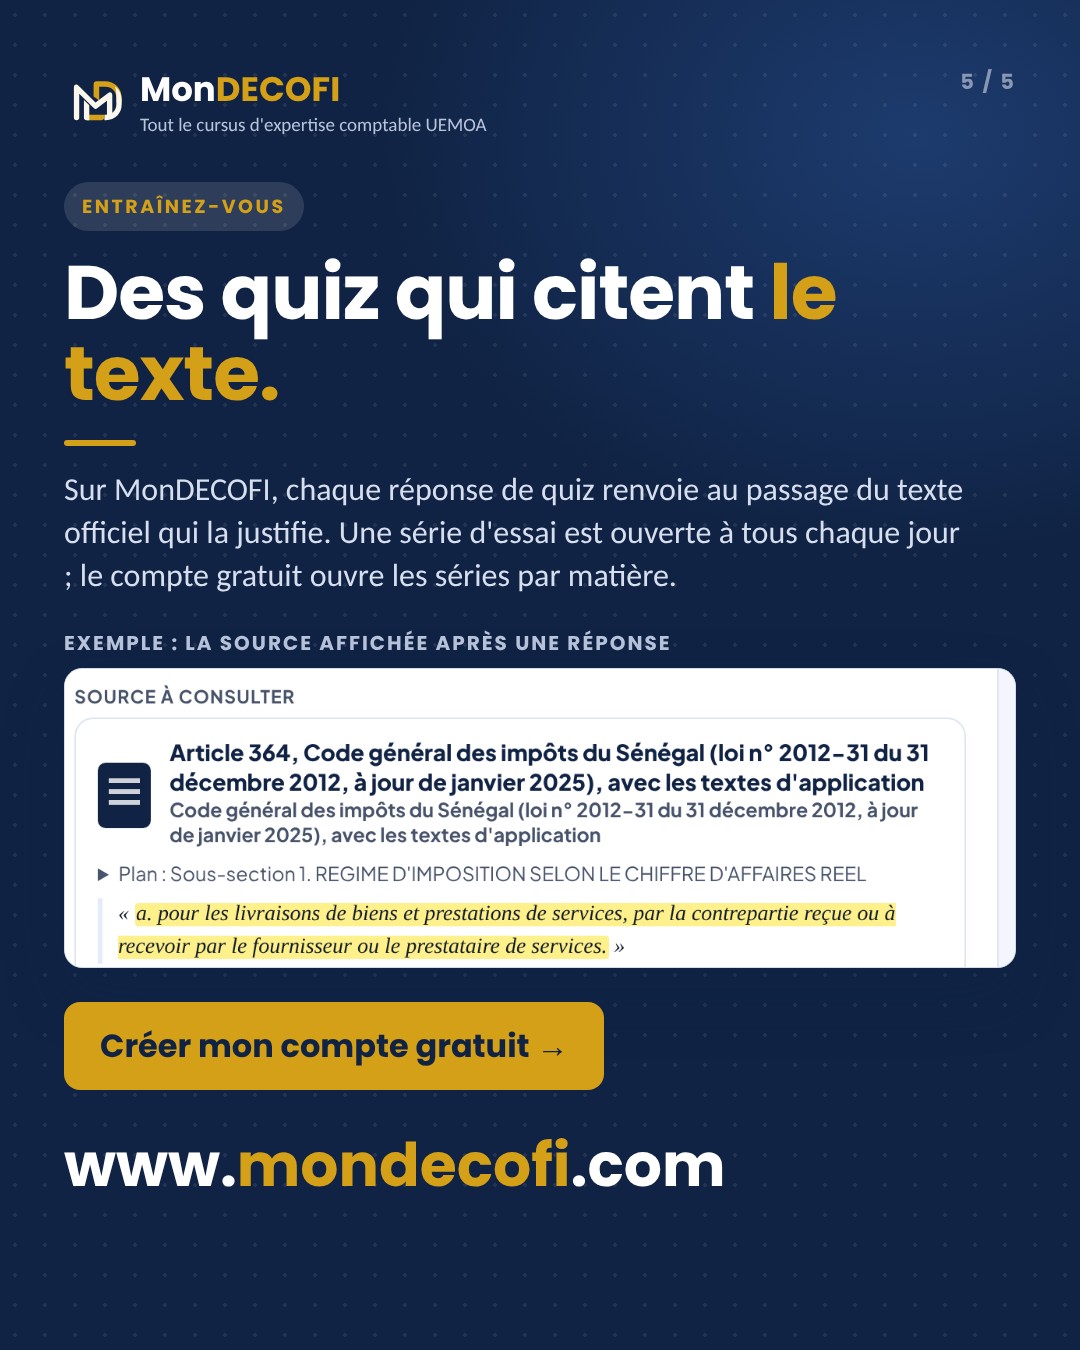 MonDECOFI
Tout le cursus d'expertise comptable UEMOA
5 / 5
ENTRAÎNEZ-VOUS
Des quiz qui citent le
texte.
Sur MonDECOFI, chaque réponse de quiz renvoie au passage du texte
officiel qui la justifie. Une série d'essai est ouverte à tous chaque jour
; le compte gratuit ouvre les séries par matière.
EXEMPLE : LA SOURCE AFFICHÉE APRÈS UNE RÉPONSE
SOURCE À CONSULTER
Article 364, Code général des impôts du Sénégal (loi n° 2012-31 du 31
décembre 2012, à jour de janvier 2025), avec les textes d'application
Code général des impôts du Sénégal (loi n° 2012-31 du 31 décembre 2012, à jour
de janvier 2025), avec les textes d'application
▶ Plan : Sous-section 1. REGIME D'IMPOSITION SELON LE CHIFFRE D'AFFAIRES REEL
« a. pour les livraisons de biens et prestations de services, par la contrepartie reçue ou à
recevoir par le fournisseur ou le prestataire de services. »
Créer mon compte gratuit →
www.mondecofi.com